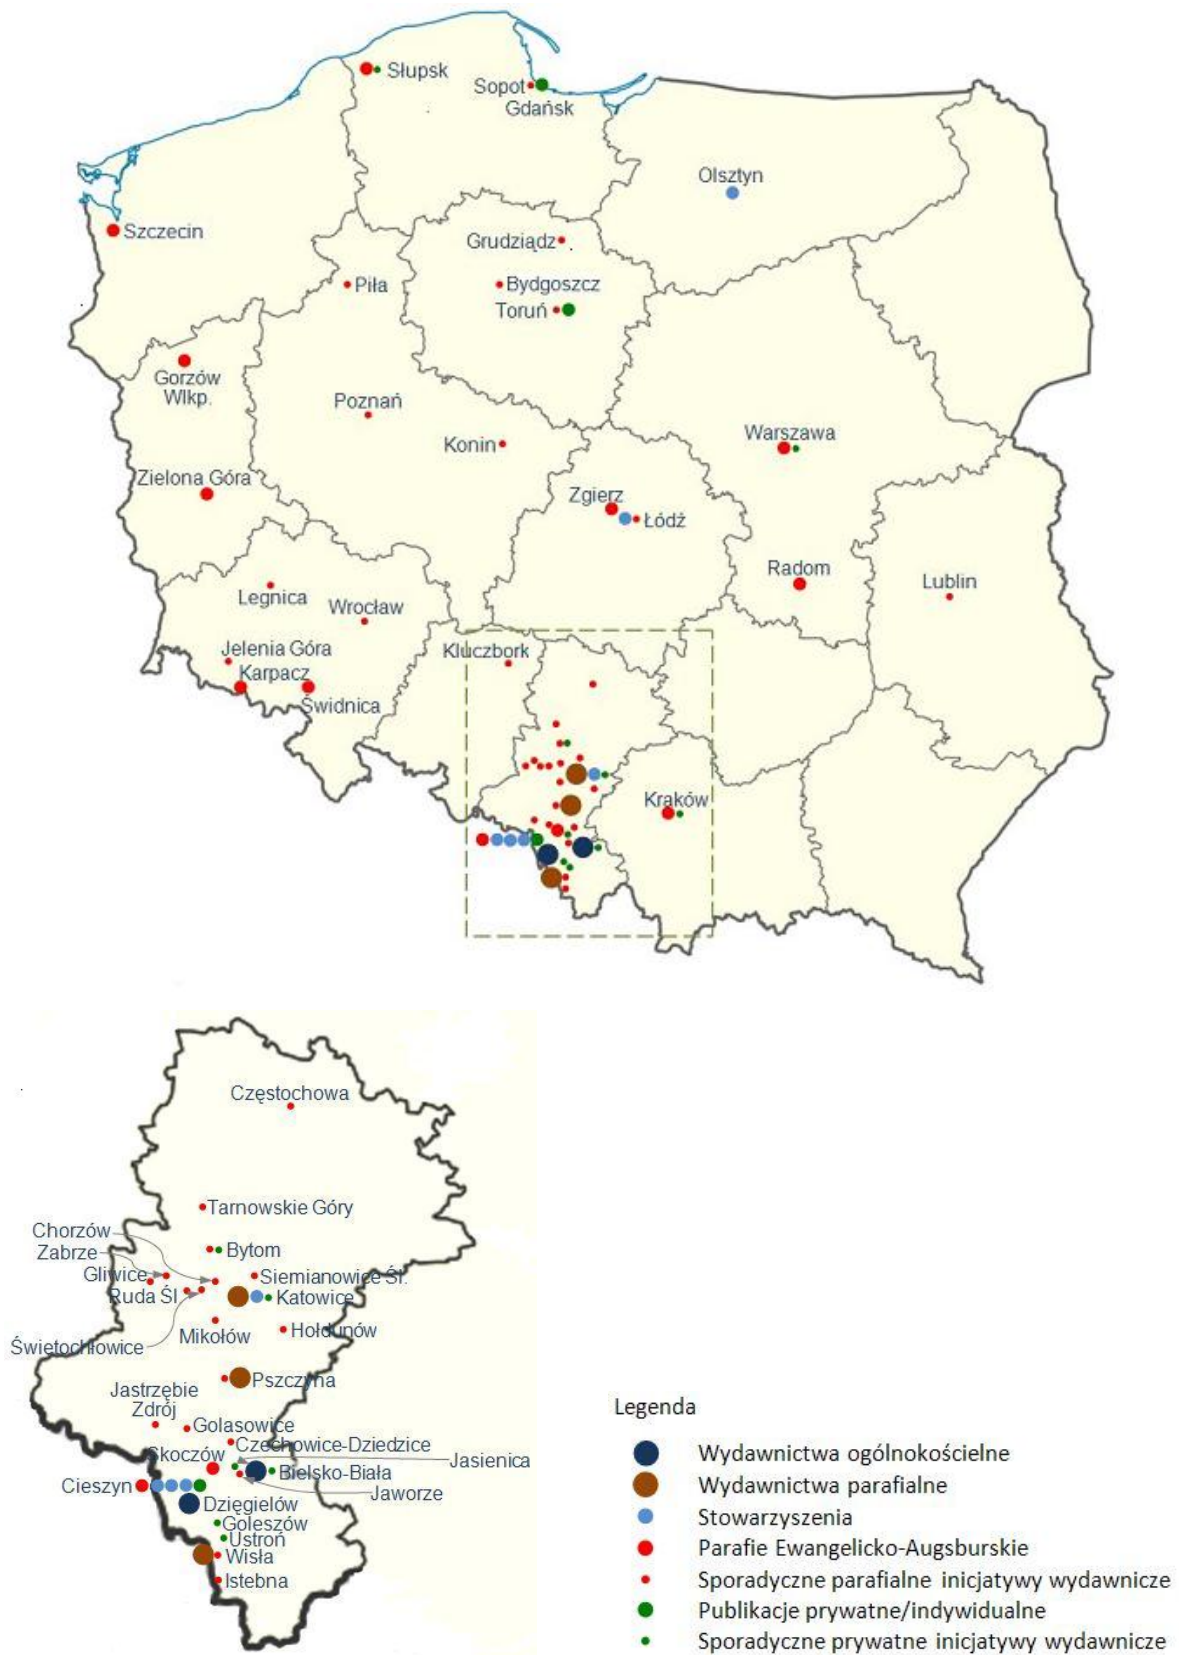 Słupsk
Sopot
Gdańsk
Olsztyn
Szczecin
Grudziądz
Piła
Bydgoszcz
Toruń
Gorzów
Wlkp.
Poznań
Konin
Warszawa
Zielona Góra
Zgierz
Łódź
Radom
Lublin
Legnica
Wrocław
Jelenia Góra
Kluczbork
Karpacz
Świdnica
Kraków
Częstochowa
Tarnowskie Góry
Chorzów
Zabrze
Bytom
Gliwice
Siemianowice Śl.
Ruda Śl
Katowice
Mikołów
Hołdunów
Świetochłowice
Pszczyna
Jastrzębie
Zdrój
Golasowice
Czechowice-Dziedzice
Skoczów
Jasienica
Bielsko-Biała
Cieszyn
Jaworze
Dzięgielów
Goleszów
Ustroń
Wisła
Istebna
Legenda
Wydawnictwa ogólnokościelne
Wydawnictwa parafialne
Stowarzyszenia
Parafie Ewangelicko-Augsburskie
Sporadyczne parafialne inicjatywy wydawnicze
Publikacje prywatne/indywidualne
Sporadyczne prywatne inicjatywy wydawnicze